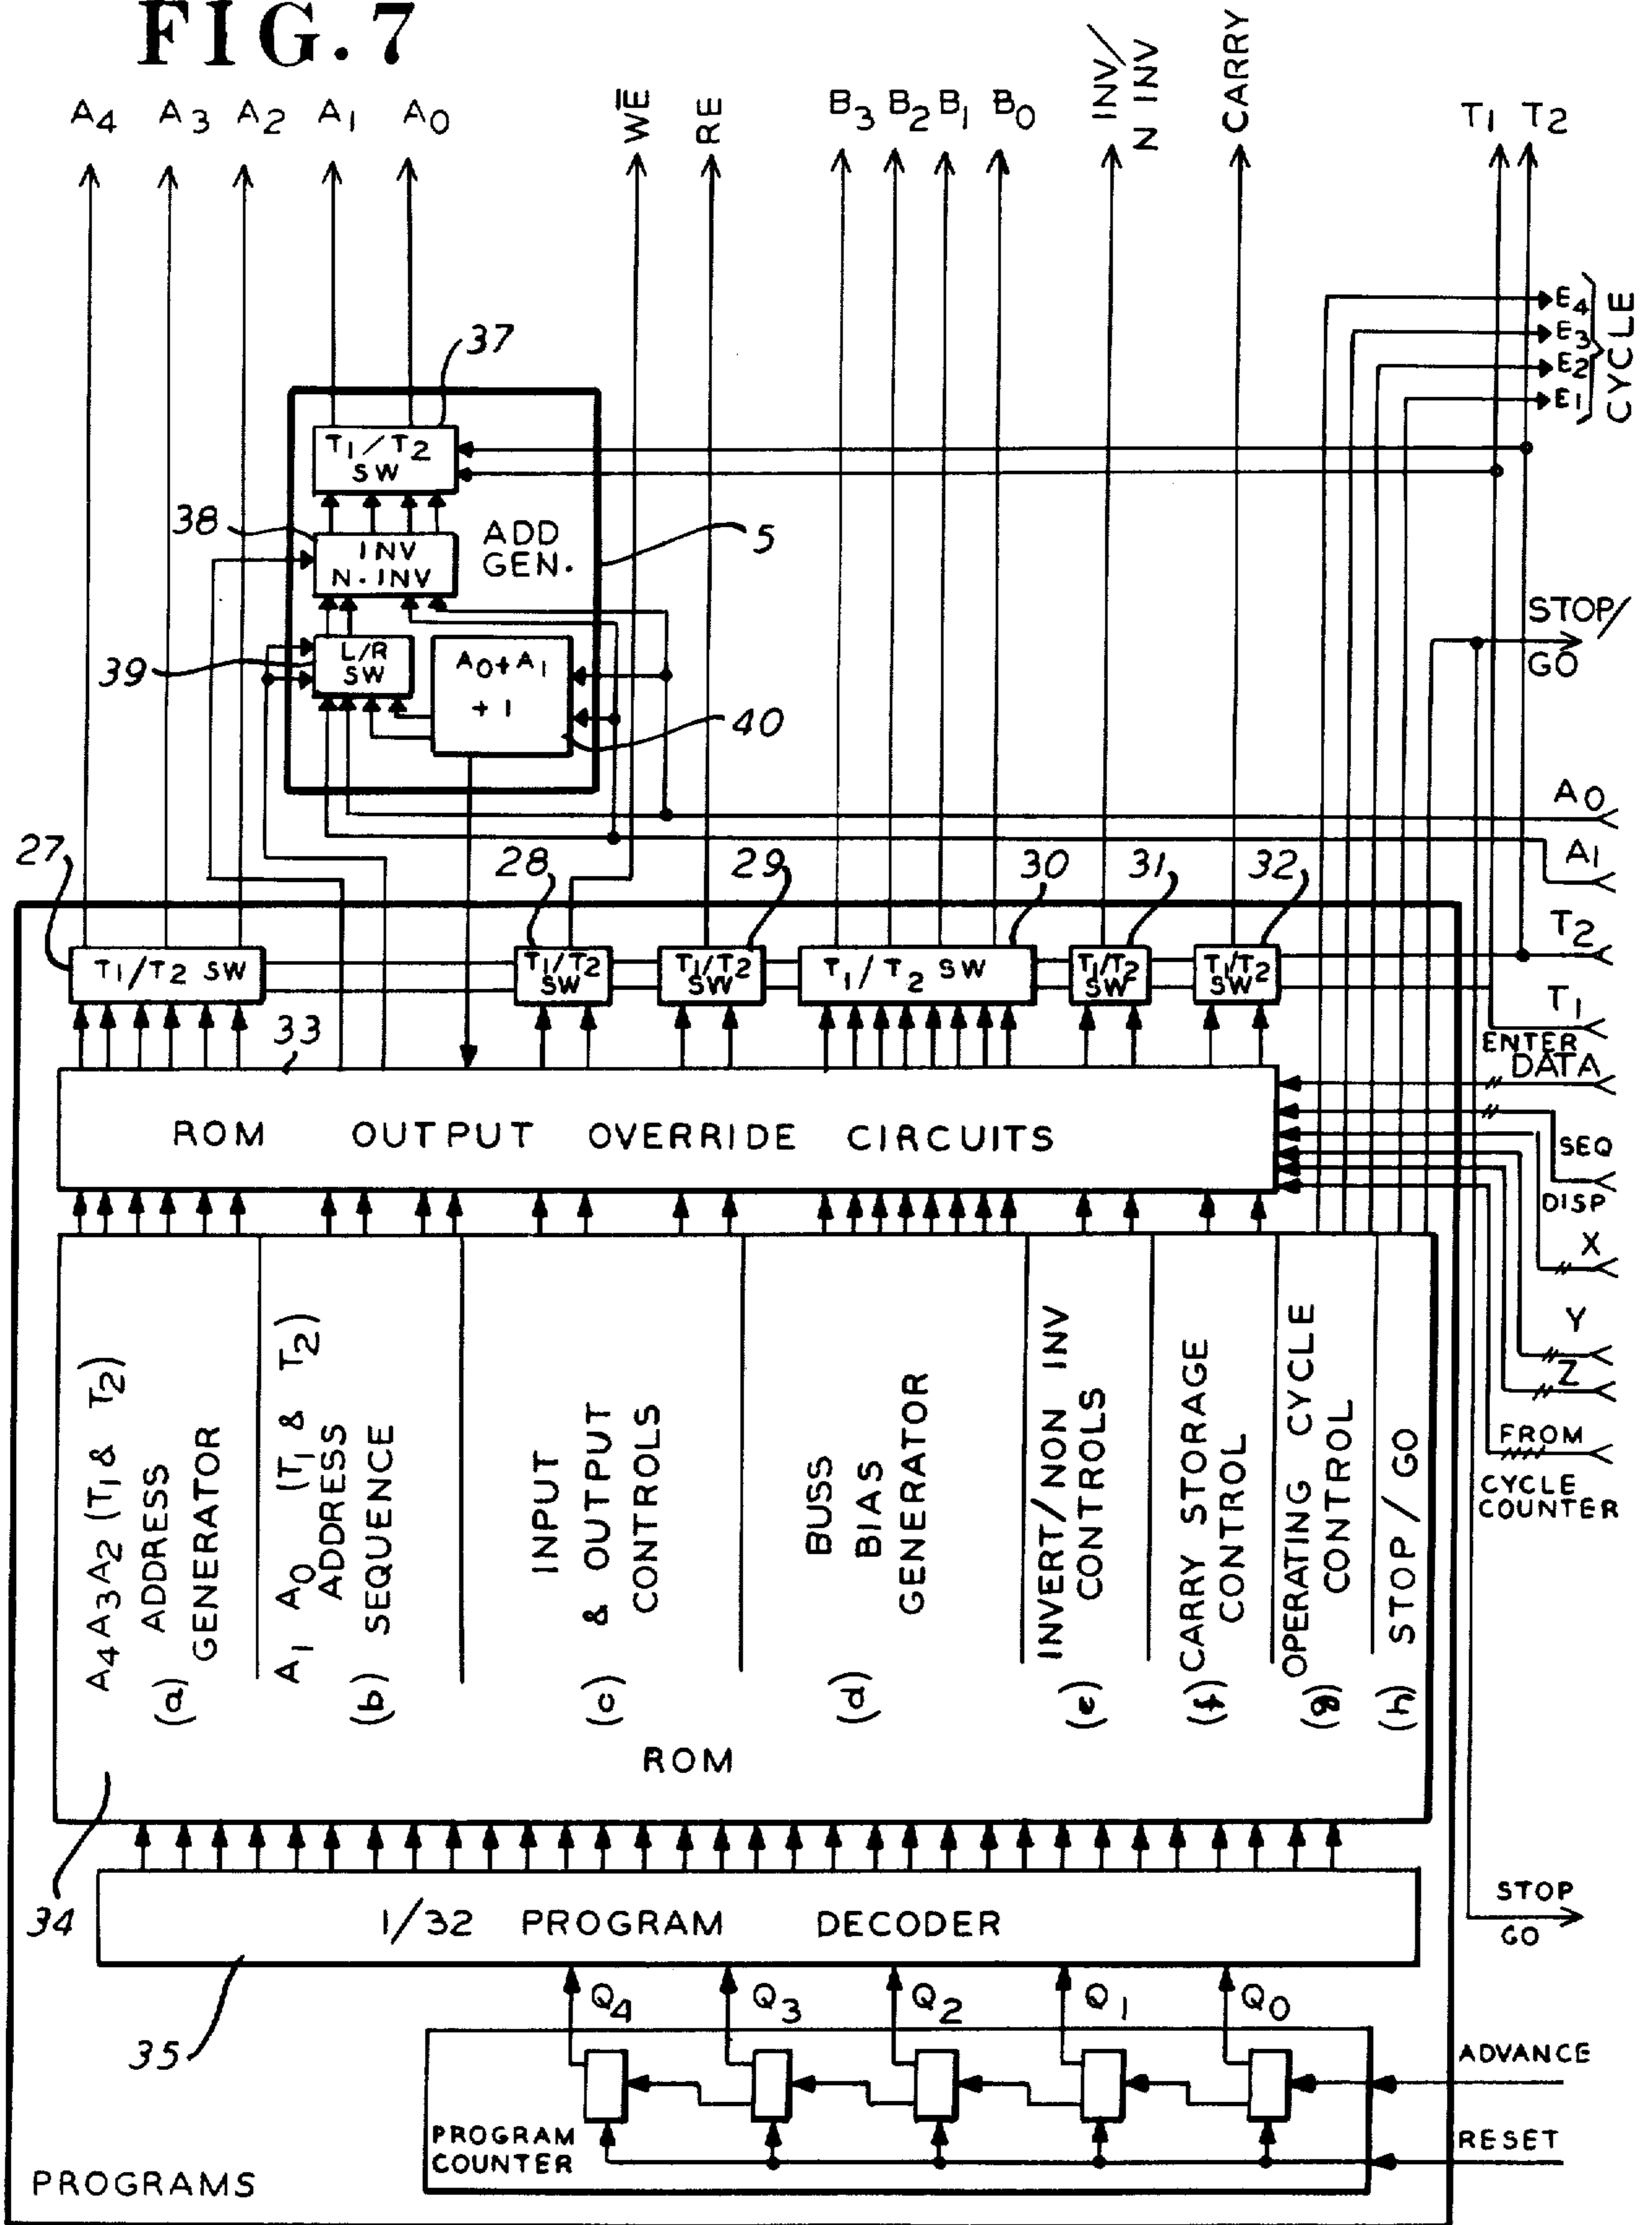 FIG. 7
A4 A3 A2 A1 A0 W̅E̅ RE B3 B2 B1 B0 INV/ N INV CARRY T1 T2
E4
E3
E2
E1
CYCLE
37
T1/T2
SW
38
INV
N.INV
ADD
GEN.
5
STOP/
GO
39
L/R
SW
A0+A1
+1
40
A0
A1
27
28
29
30
31
32
T2
T1/T2 SW
T1/T2
SW
T1/T2
SW
T1/T2 SW
T1/T2
SW
T1/T2
SW
T1
33
ENTER
DATA
ROM OUTPUT OVERRIDE CIRCUITS
SEQ
DISP
X
Y
Z
FROM
CYCLE
COUNTER
A4A3A2 (T1 & T2)
(a) ADDRESS
GENERATOR
A1 A0 (T1 & T2)
ADDRESS
(b) SEQUENCE
INPUT
(c) & OUTPUT
CONTROLS
BUSS
(d) BIAS
GENERATOR
INVERT/NON INV
(e) CONTROLS
(f) CARRY STORAGE
CONTROL
OPERATING CYCLE
(g) CONTROL
(h) STOP/GO
ROM
34
STOP
GO
1/32 PROGRAM DECODER
35
Q4 Q3 Q2 Q1 Q0
ADVANCE
PROGRAM
COUNTER
RESET
PROGRAMS